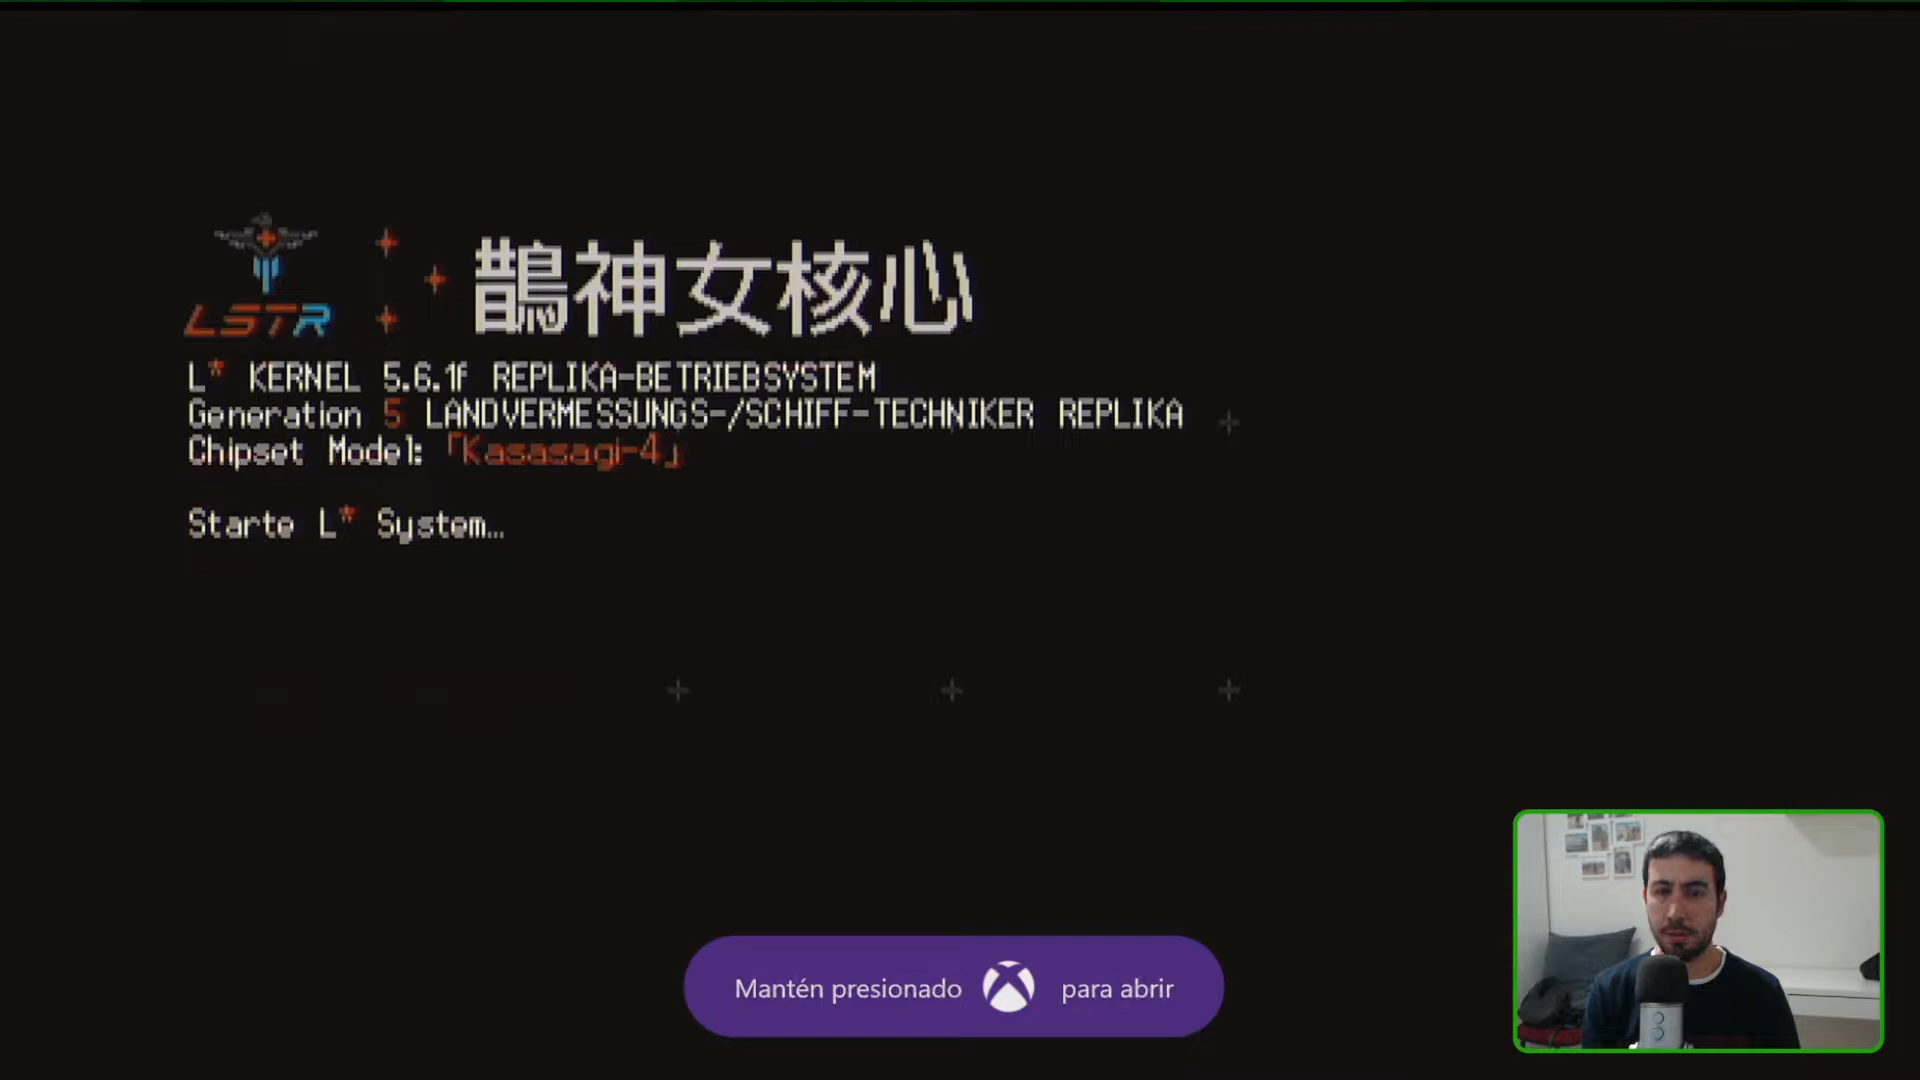 LSTR
鵲神女核心
L* KERNEL 5.6.1f REPLIKA-BETRIEBSYSTEM
Generation 5 LANDVERMESSUNGS-/SCHIFF-TECHNIKER REPLIKA
Chipset Model: 「Kasasagi-4」
Starte L* System…
Mantén presionado para abrir